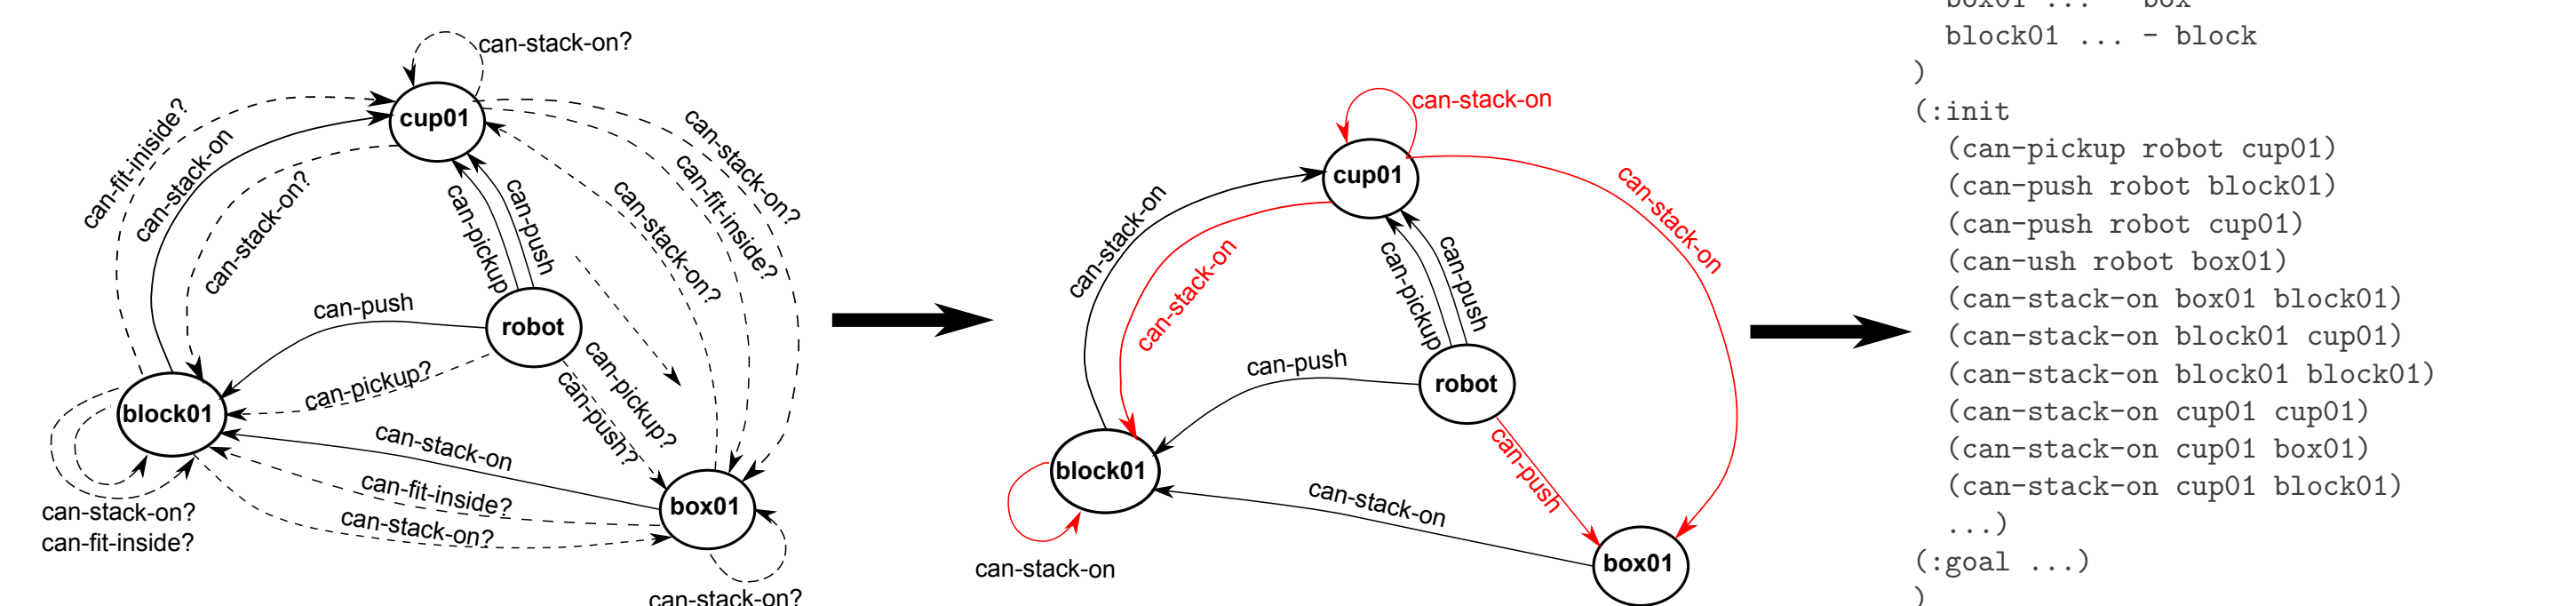 can-stack-on?
cup01
can-fit-iniside?
can-stack-on
can-stack-on?
can-pickup
can-push
can-stack-on?
can-fit-inside?
can-stack-on?
can-push
robot
can-pickup?
can-pickup?
can-push?
block01
can-stack-on
can-fit-inside?
can-stack-on?
box01
can-stack-on?
can-fit-inside?
can-stack-on?
can-stack-on
cup01
can-stack-on
can-stack-on
can-stack-on
can-pickup
can-push
can-push
robot
can-push
block01
can-stack-on
can-stack-on
box01
box01 ... - box
block01 ... - block
)
(:init
(can-pickup robot cup01)
(can-push robot block01)
(can-push robot cup01)
(can-ush robot box01)
(can-stack-on box01 block01)
(can-stack-on block01 cup01)
(can-stack-on block01 block01)
(can-stack-on cup01 cup01)
(can-stack-on cup01 box01)
(can-stack-on cup01 block01)
...)
(:goal ...)
)